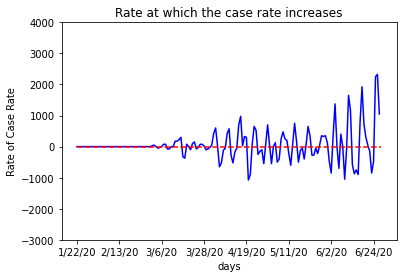 Rate at which the case rate increases
4000
3000
2000
1000
0
−1000
−2000
−3000
Rate of Case Rate
1/22/20 2/13/20 3/6/20 3/28/20 4/19/20 5/11/20 6/2/20 6/24/20
days